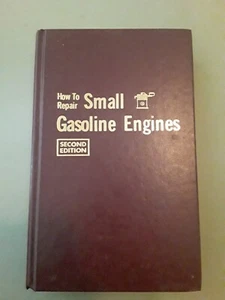 How To
Repair Small
Gasoline Engines
SECOND
EDITION